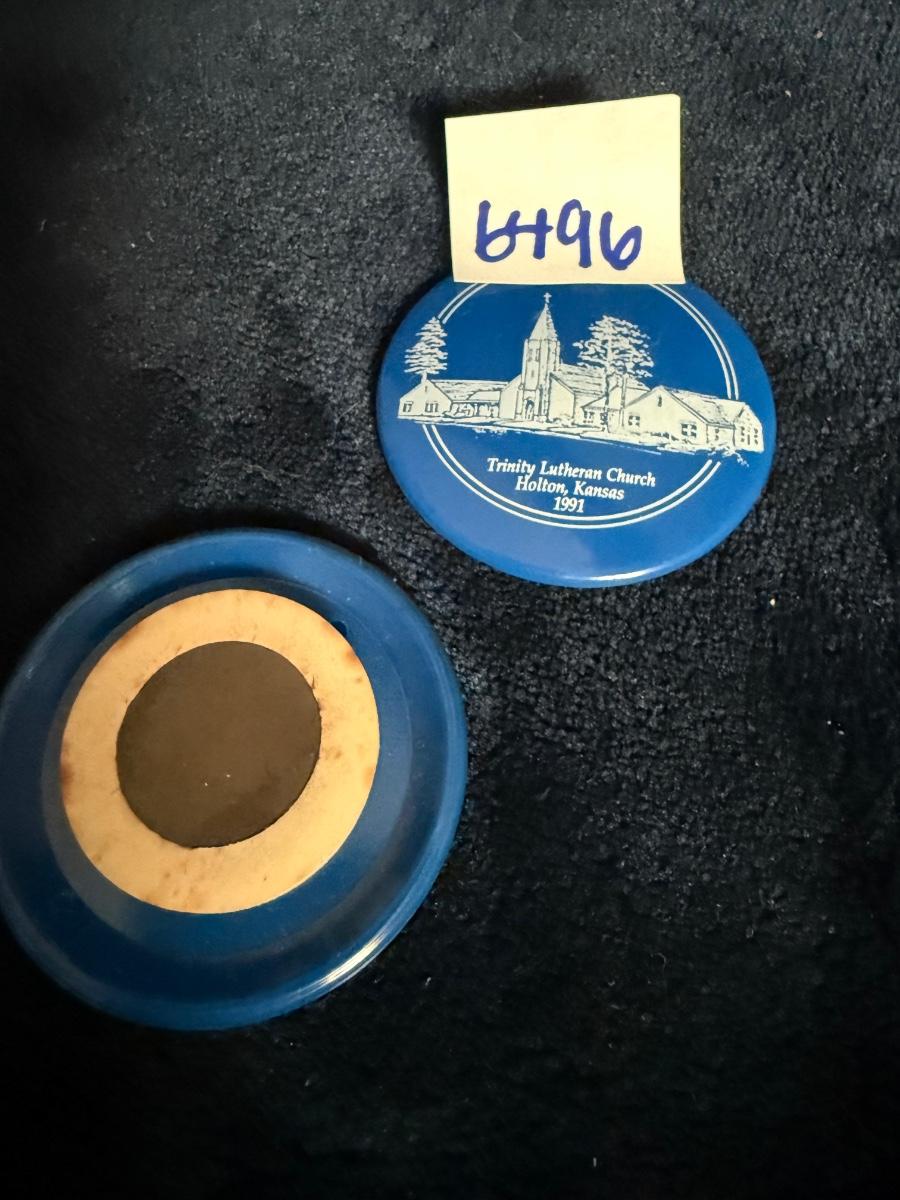 6496
Trinity Lutheran Church
Holton, Kansas
1991